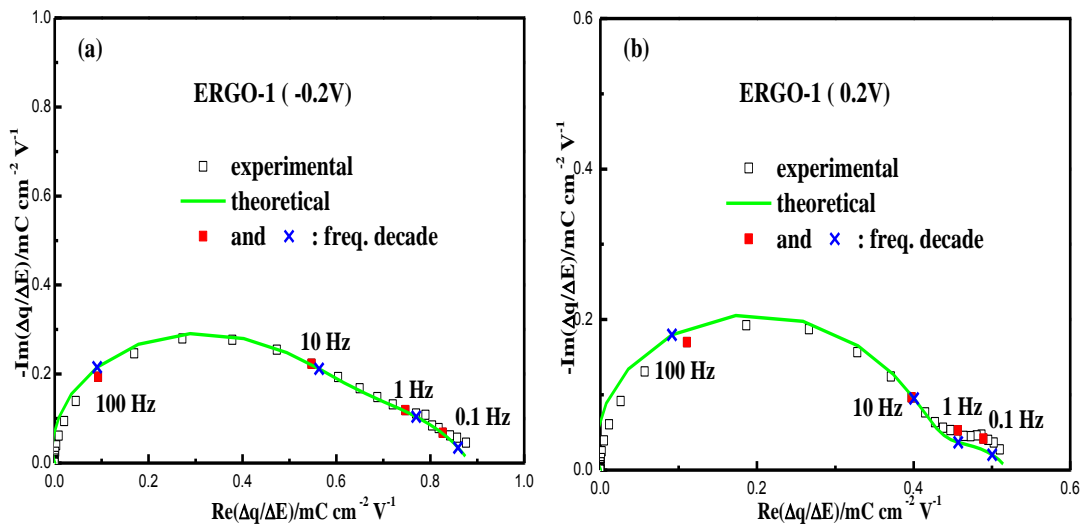 (a)
ERGO-1 ( -0.2V)
experimental
theoretical
and : freq. decade
100 Hz
10 Hz
1 Hz
0.1 Hz
-Im(Δq/ΔE)/mC cm⁻² V⁻¹
1.0
0.8
0.6
0.4
0.2
0.0
0.0 0.2 0.4 0.6 0.8 1.0
Re(Δq/ΔE)/mC cm⁻² V⁻¹
(b)
ERGO-1 ( 0.2V)
experimental
theoretical
and : freq. decade
100 Hz
10 Hz
1 Hz
0.1 Hz
-Im(Δq/ΔE)/mC cm⁻² V⁻¹
0.6
0.4
0.2
0.0
0.0 0.2 0.4 0.6
Re(Δq/ΔE)/mC cm⁻² V⁻¹